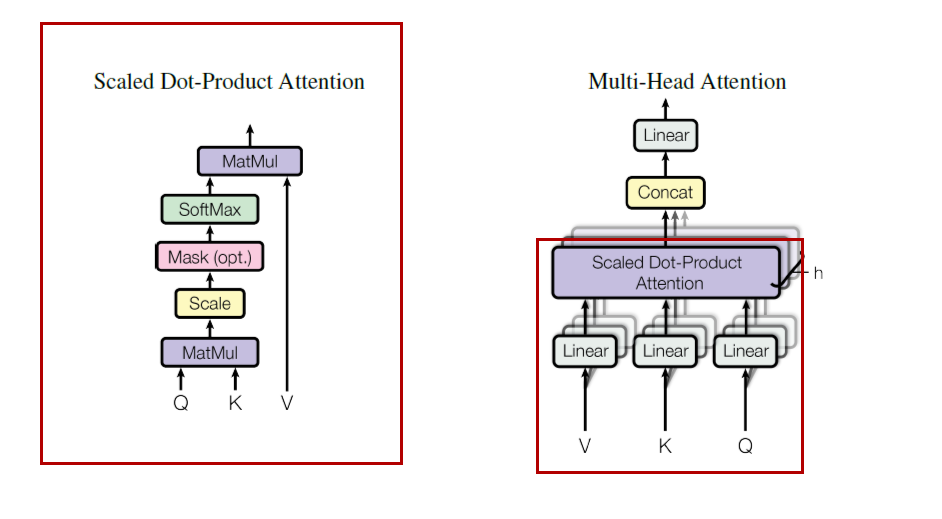 Scaled Dot-Product Attention
MatMul
SoftMax
Mask (opt.)
Scale
MatMul
Q K V
Multi-Head Attention
Linear
Concat
Scaled Dot-Product
Attention
h
Linear Linear Linear
V K Q